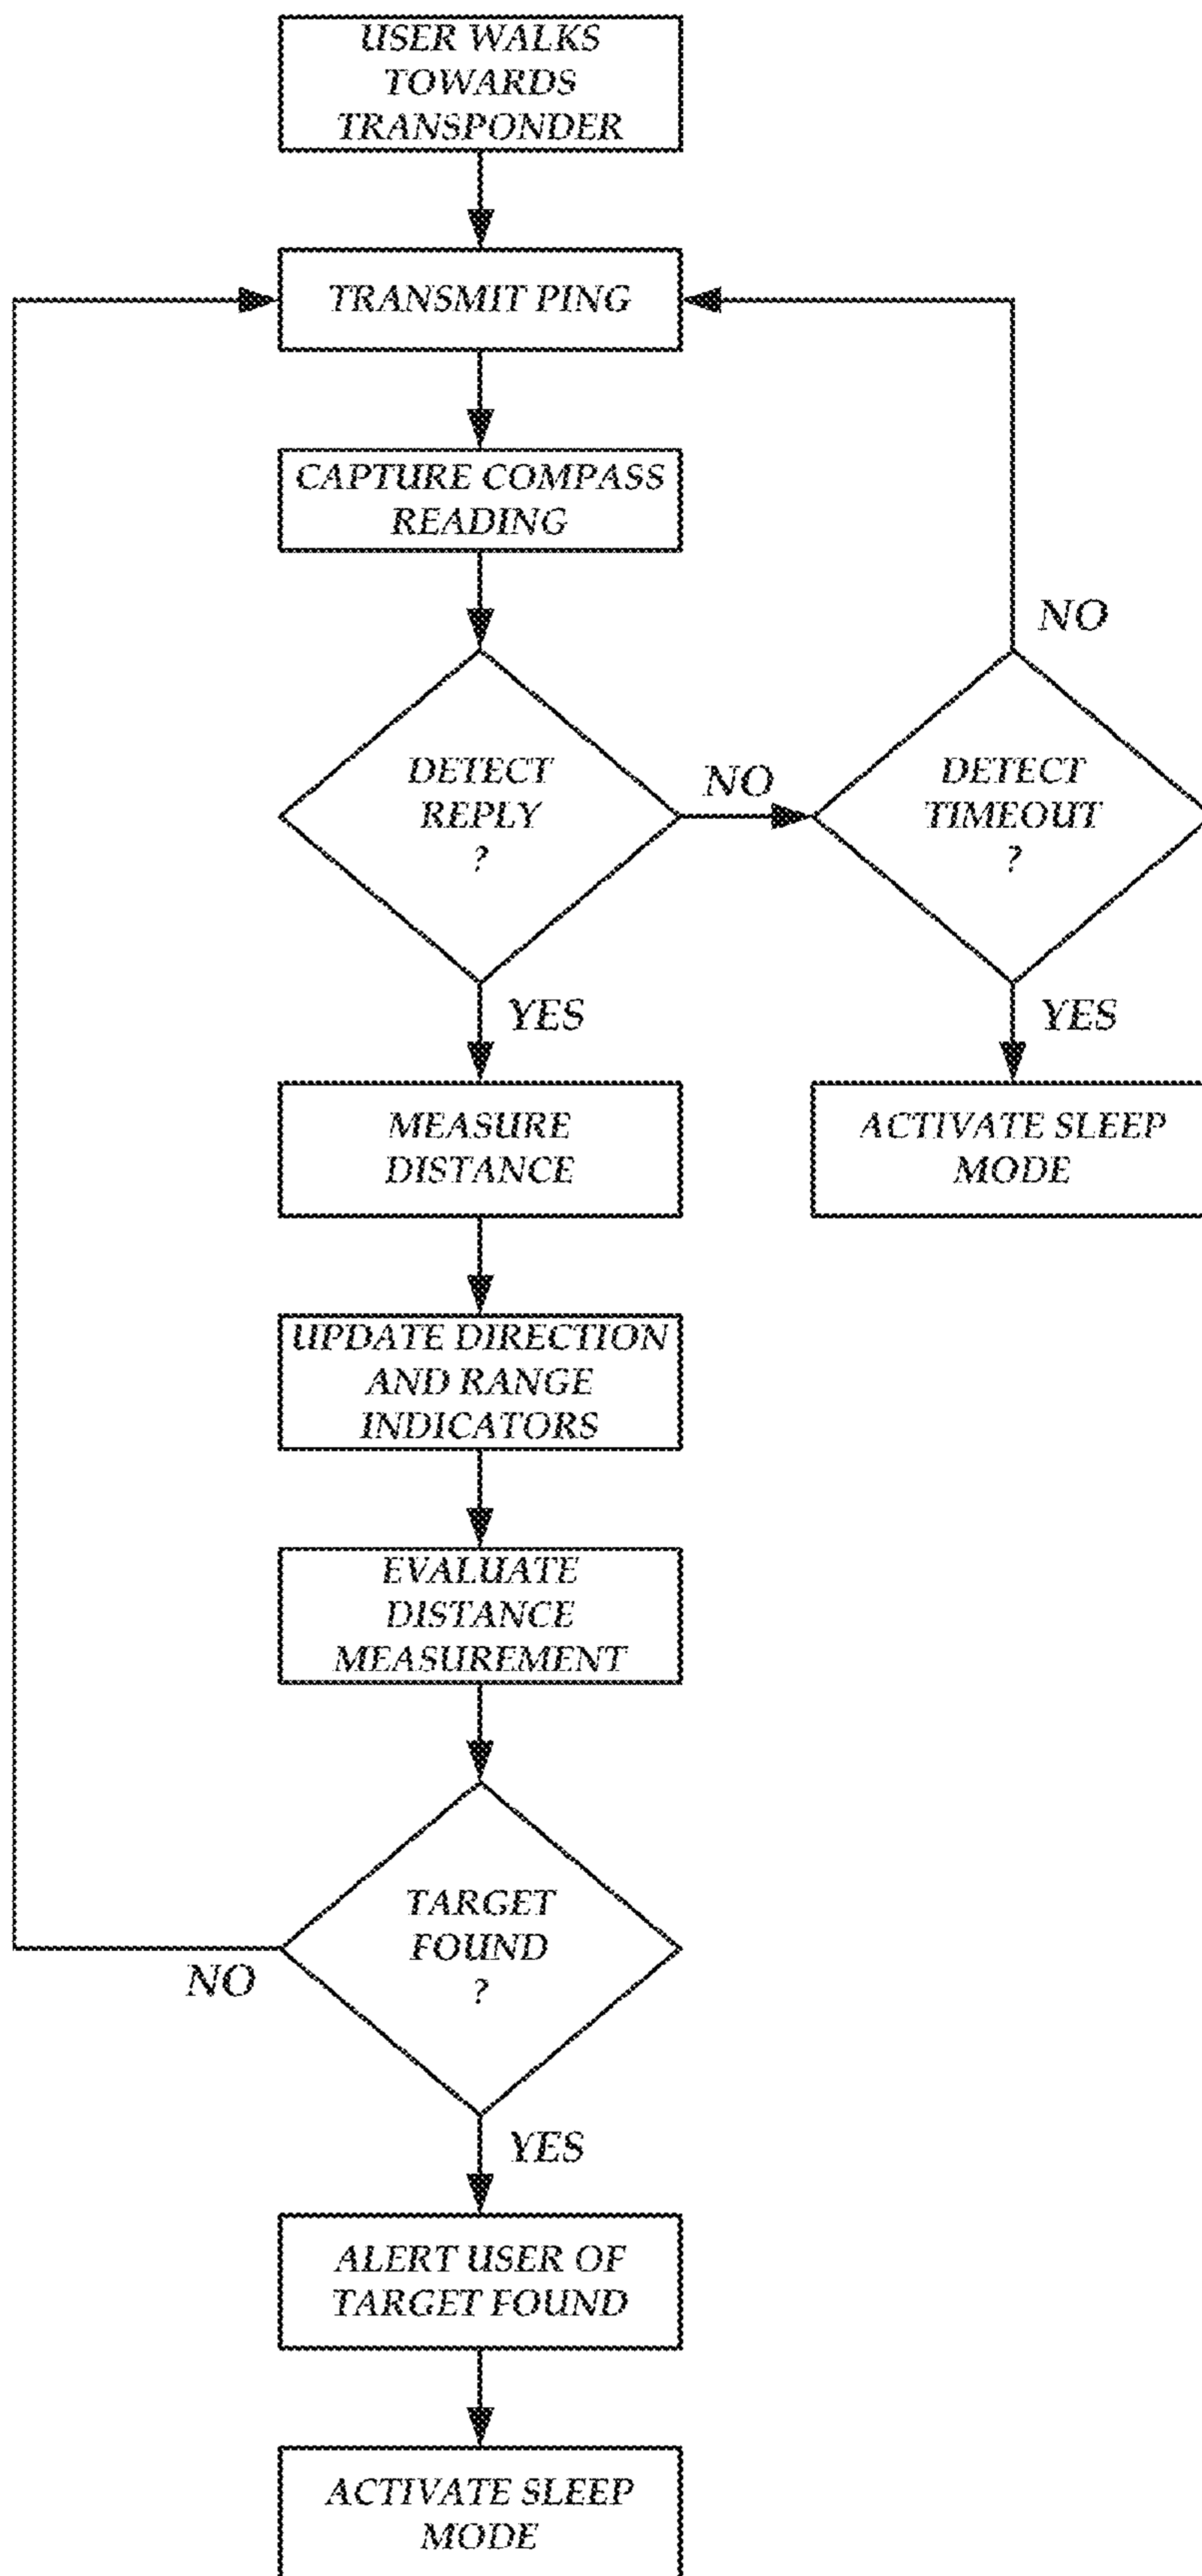 USER WALKS
TOWARDS
TRANSPONDER
TRANSMIT PING
CAPTURE COMPASS
READING
NO
DETECT
REPLY
?
NO
DETECT
TIMEOUT
?
YES
YES
MEASURE
DISTANCE
ACTIVATE SLEEP
MODE
UPDATE DIRECTION
AND RANGE
INDICATORS
EVALUATE
DISTANCE
MEASUREMENT
TARGET
FOUND
?
NO
YES
ALERT USER OF
TARGET FOUND
ACTIVATE SLEEP
MODE